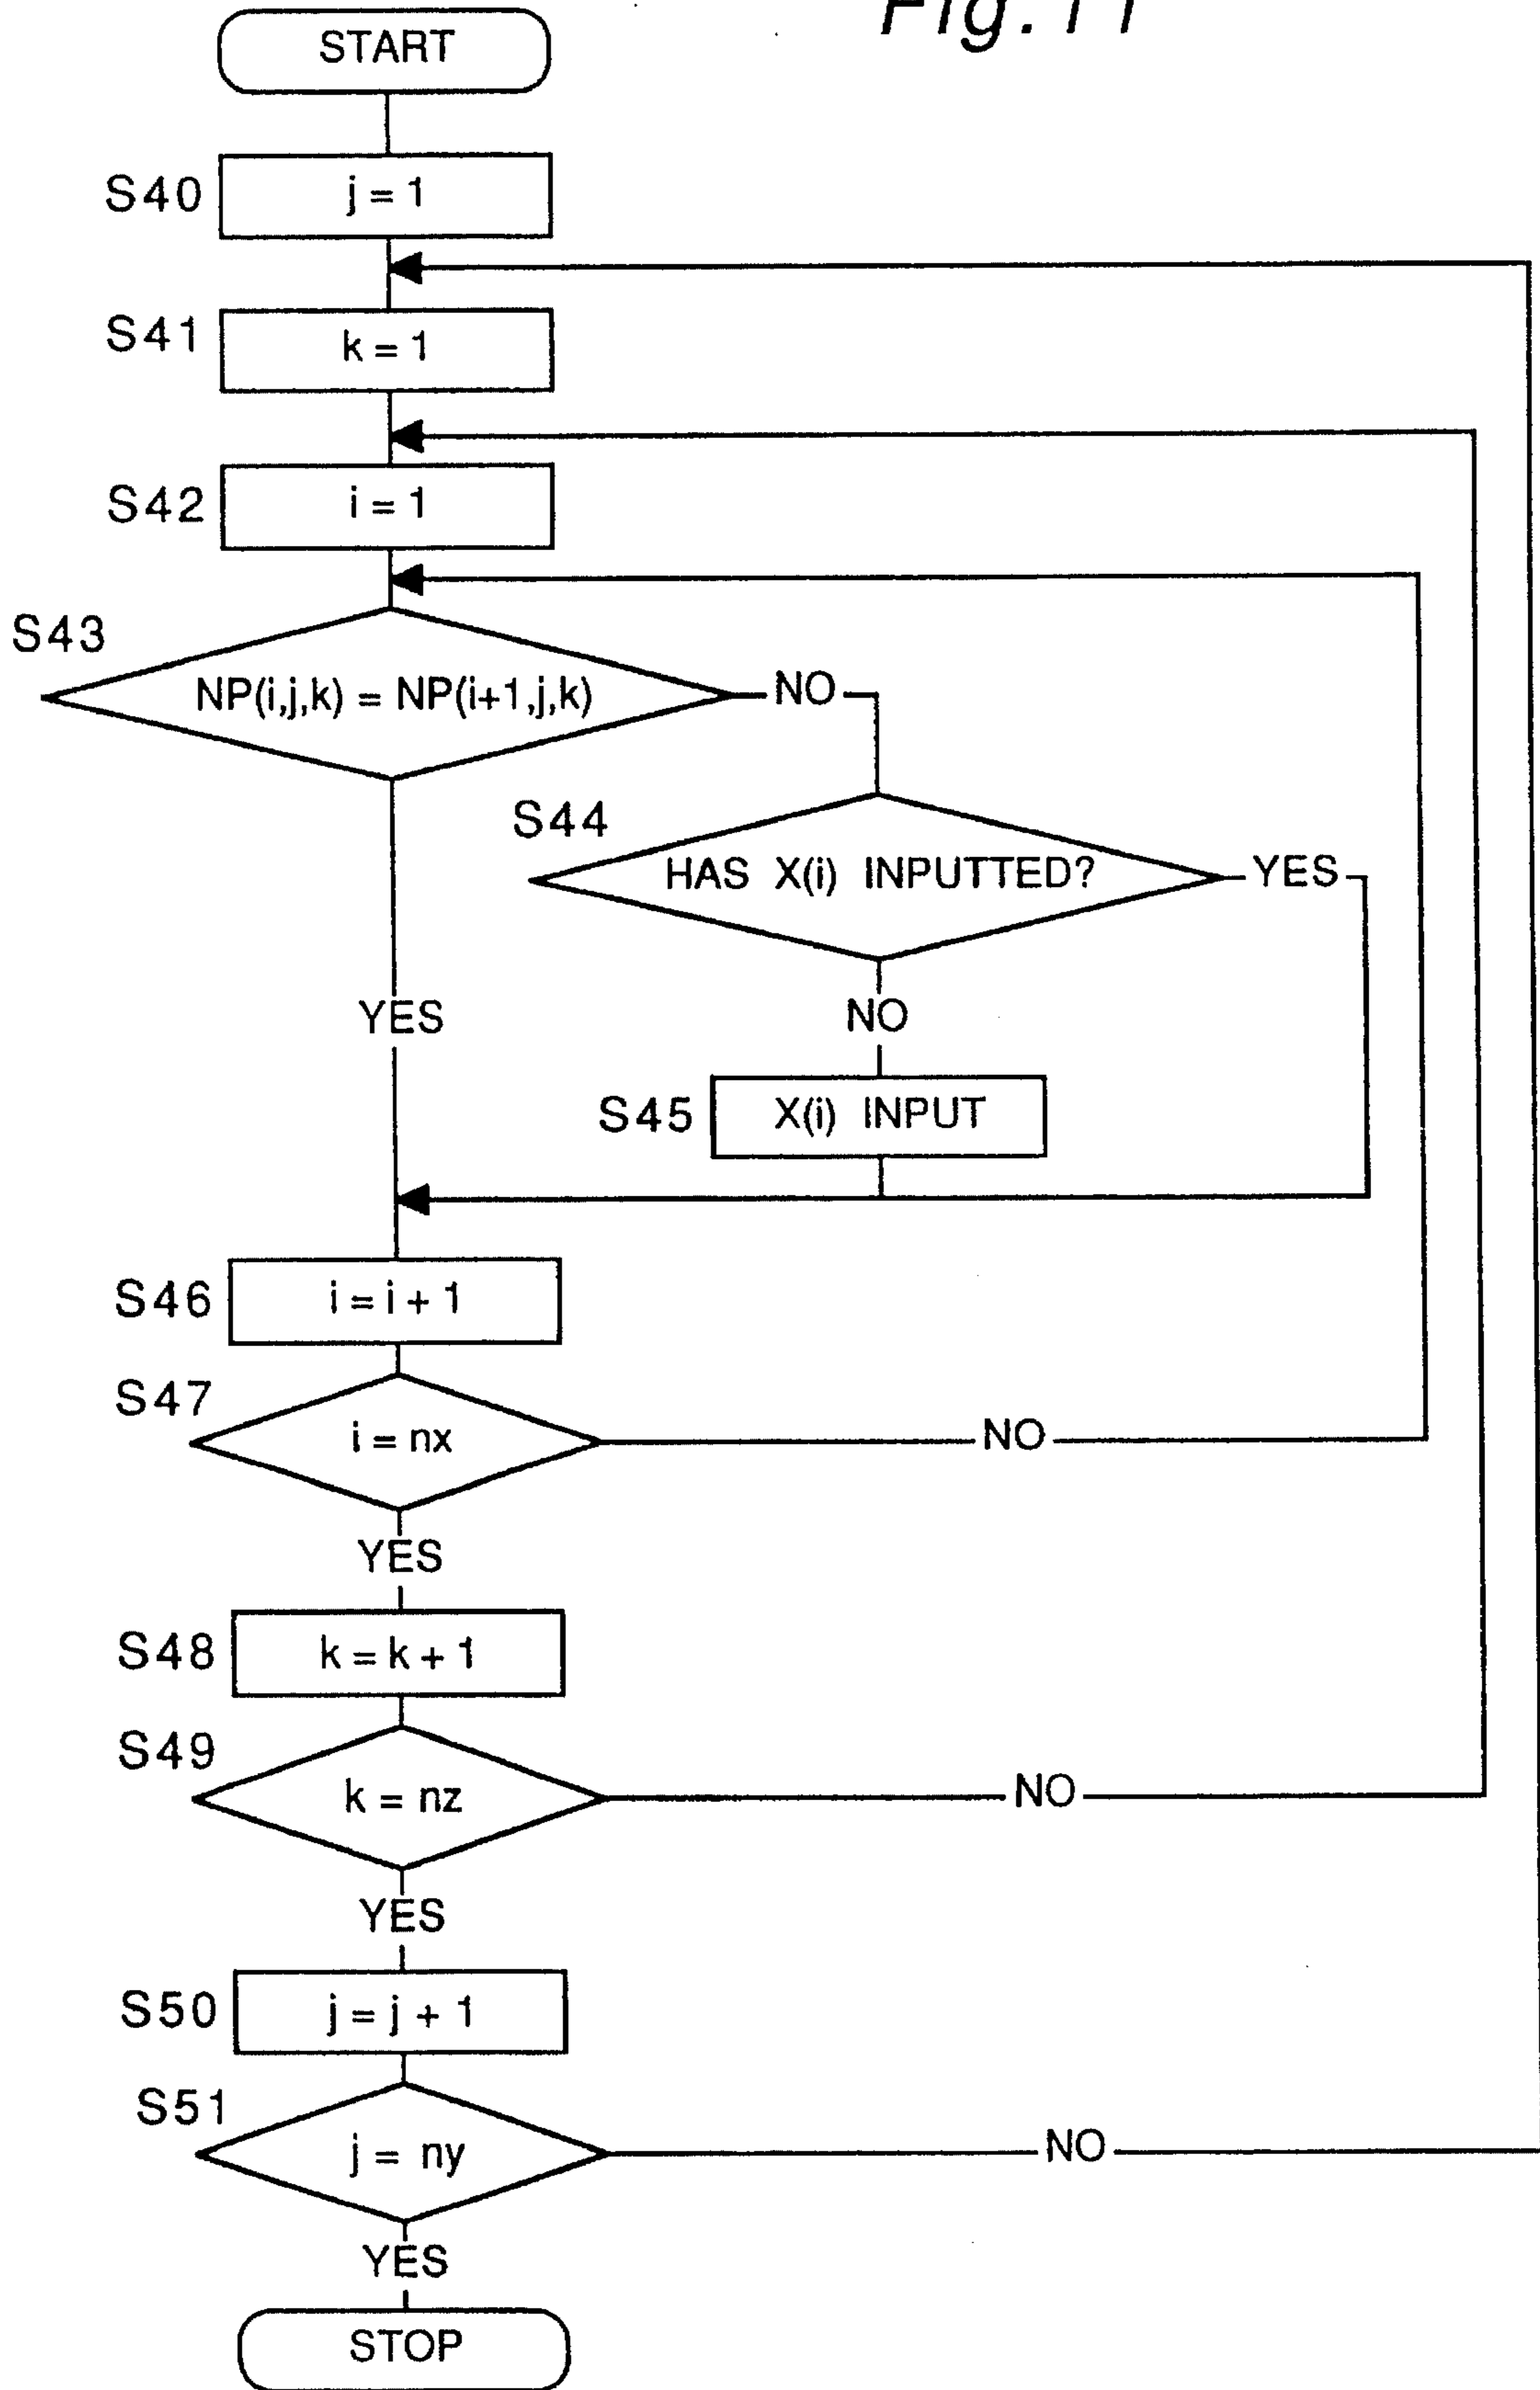 Fig. 11
START
S40
j = 1
S41
k = 1
S42
i = 1
S43
NP(i,j,k) = NP(i+1,j,k)
NO
S44
HAS X(i) INPUTTED?
YES
YES
NO
S45
X(i) INPUT
S46
i = i + 1
S47
i = nx
NO
YES
S48
k = k + 1
S49
k = nz
NO
YES
S50
j = j + 1
S51
j = ny
NO
YES
STOP